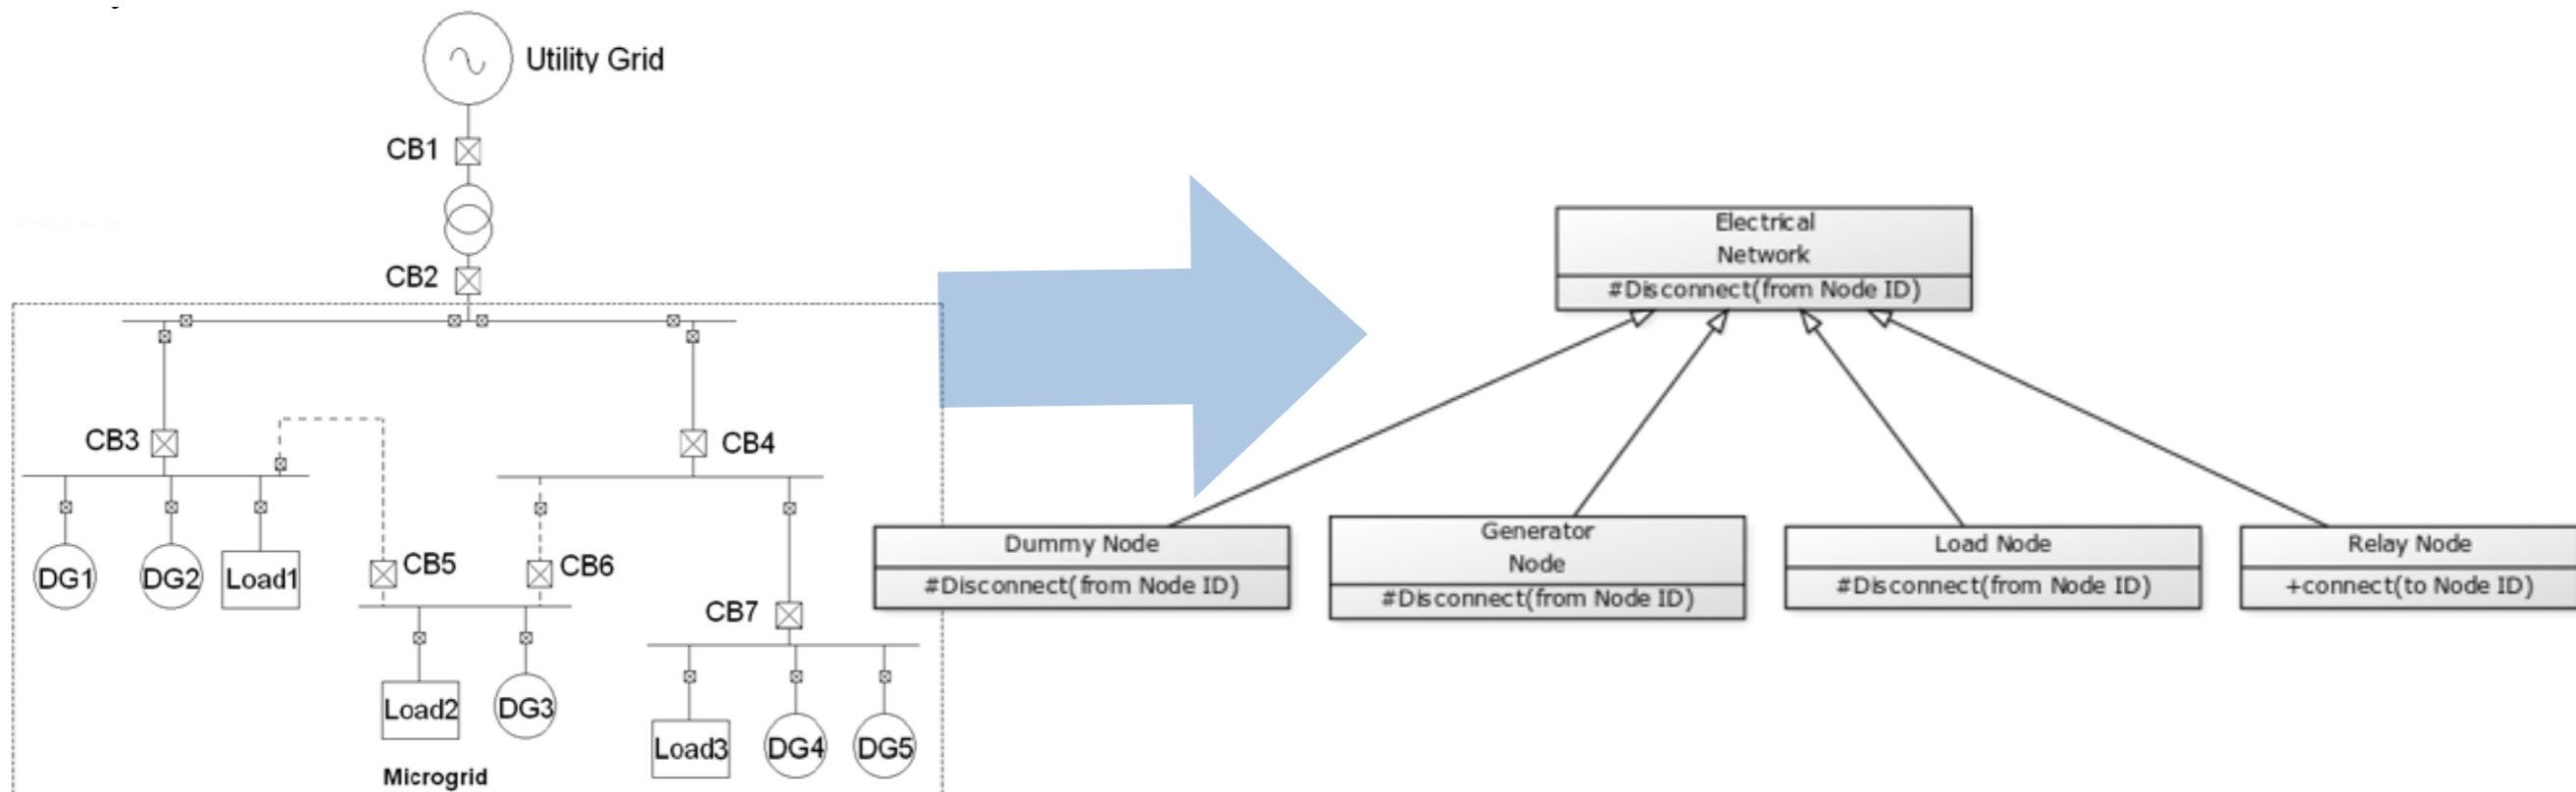 Utility Grid
CB1
CB2
CB3
CB4
CB5
CB6
DG1
DG2
Load1
CB7
Load2
DG3
Load3
DG4
DG5
Microgrid
Electrical
Network
#Disconnect(from Node ID)
Dummy Node
#Disconnect(from Node ID)
Generator
Node
#Disconnect(from Node ID)
Load Node
#Disconnect(from Node ID)
Relay Node
+connect(to Node ID)